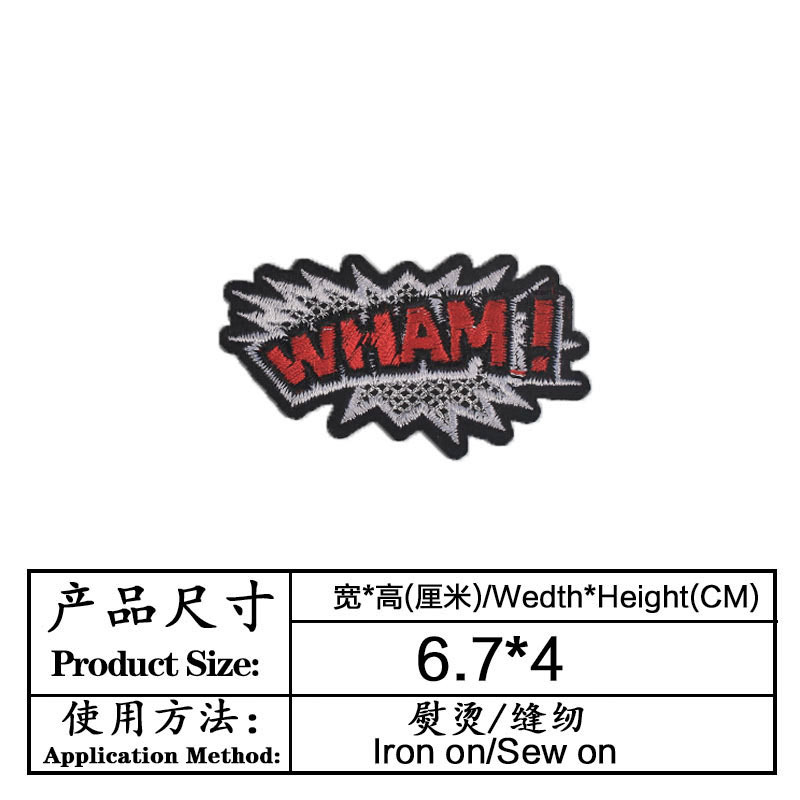 WHAM!
产品尺寸
Product Size:
宽*高(厘米)/Wedth*Height(CM)
6.7*4
使用方法:
Application Method:
熨烫/缝纫
Iron on/Sew on